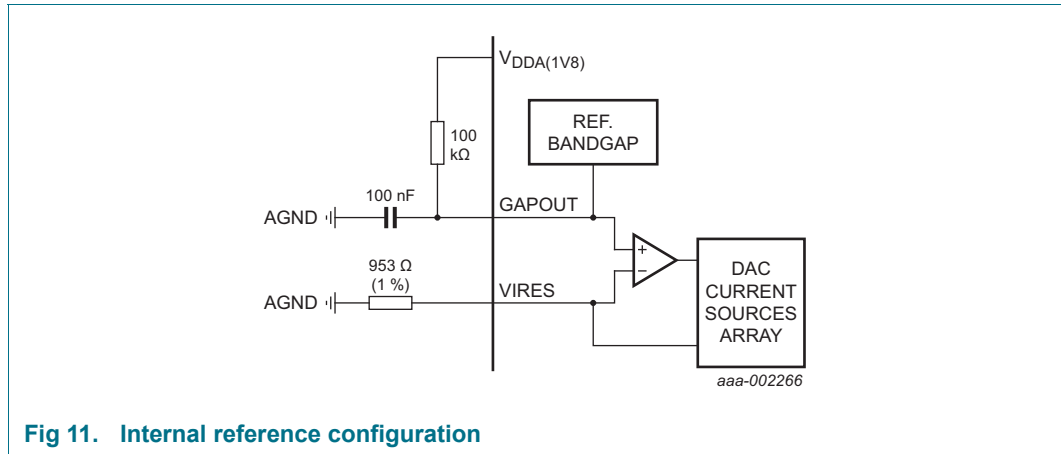 VDDA(1V8)
100
kΩ
REF.
BANDGAP
100 nF
AGND
GAPOUT
+
953 Ω
(1 %)
−
AGND
VIRES
DAC
CURRENT
SOURCES
ARRAY
aaa-002266
Fig 11. Internal reference configuration